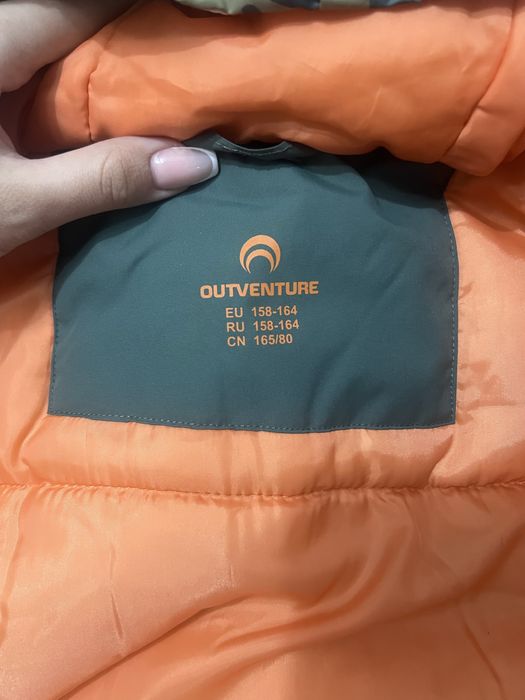 OUTVENTURE
EU 158-164
RU 158-164
CN 165/80